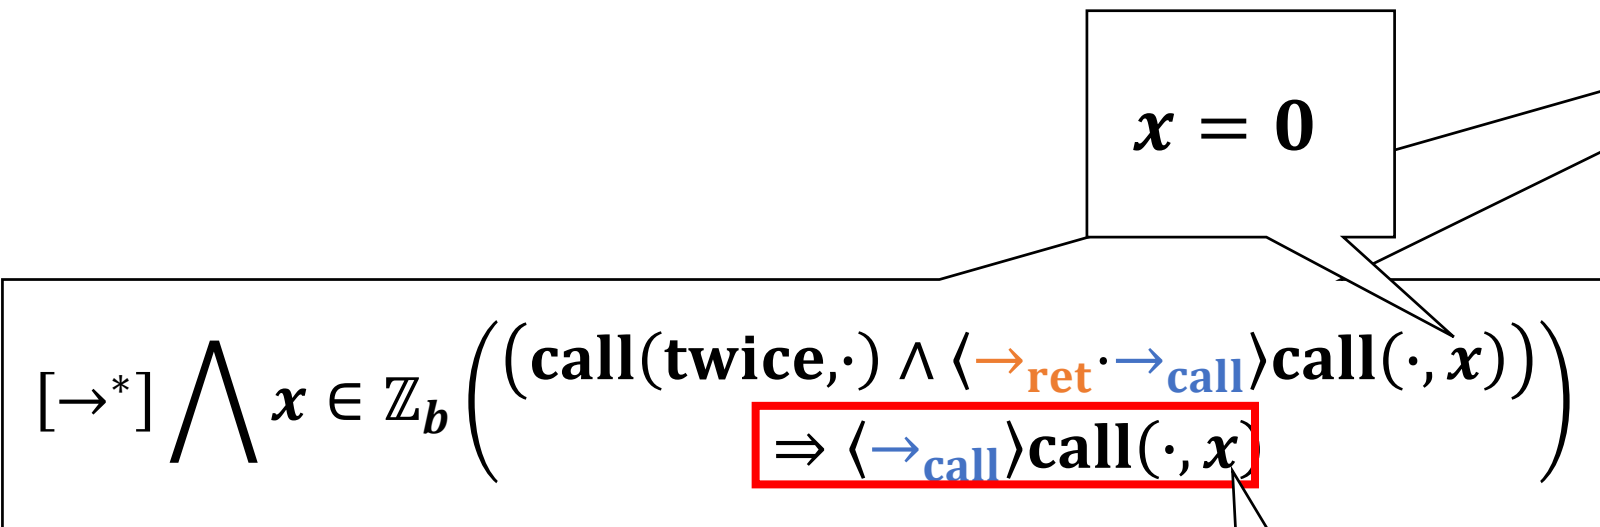 x = 0
[→*] ⋀ x ∈ ℤ_b ((call(twice,·) ∧ ⟨→_ret·→_call⟩call(·, x))
⇒ ⟨→_call⟩call(·, x))